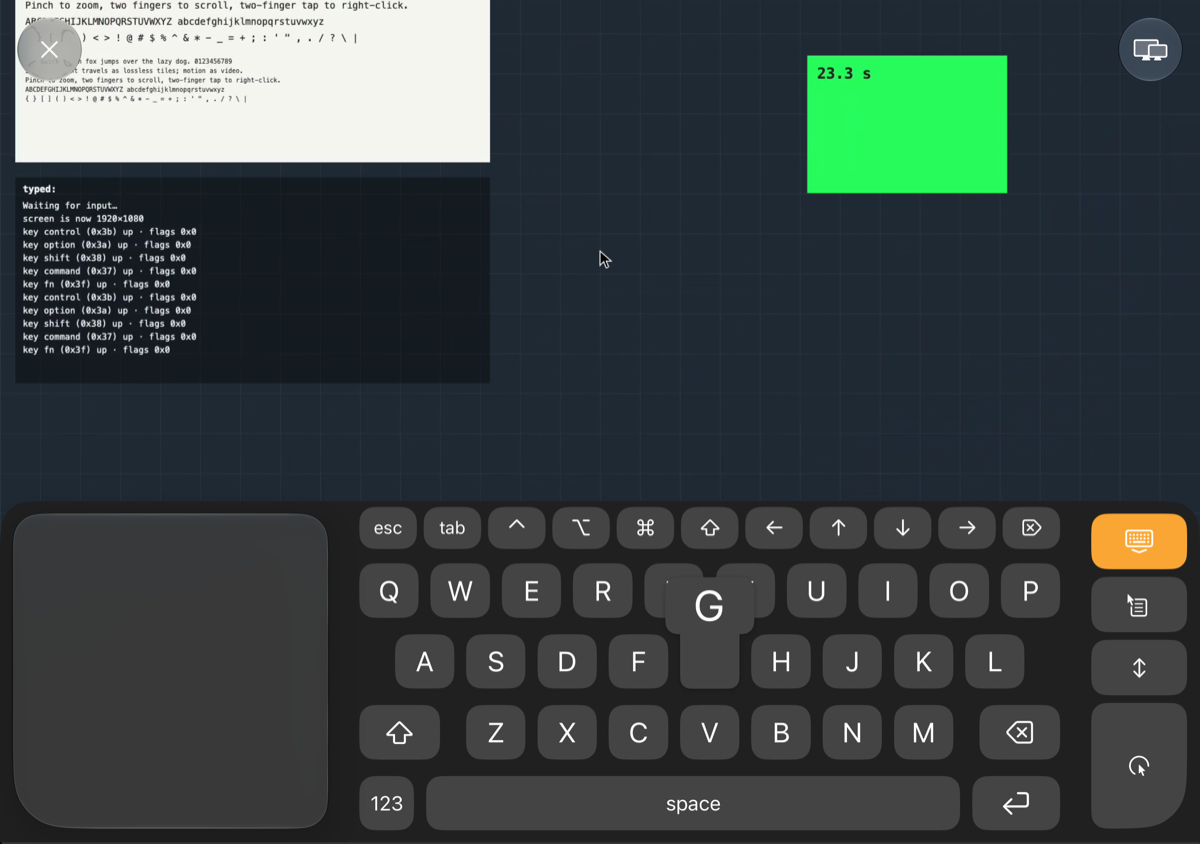 Pinch to zoom, two fingers to scroll, two-finger tap to right-click.
HIJKLMNOPQRSTUVWXYZ abcdefghijklmnopqrstuvwxyz
) < > ! @ # $ % ^ & * - _ = + ; : ' " , . / ? \ |
fox jumps over the lazy dog. 0123456789
travels as lossless tiles; motion as video.
Pinch to zoom, two fingers to scroll, two-finger tap to right-click.
ABCDEFGHIJKLMNOPQRSTUVWXYZ abcdefghijklmnopqrstuvwxyz
{ } [ ] ( ) < > ! @ # $ % ^ & * - _ = + ; : ' " , . / ? \ |
23.3 s
typed:
Waiting for input…
screen is now 1920×1080
key control (0x3b) up · flags 0x0
key option (0x3a) up · flags 0x0
key shift (0x38) up · flags 0x0
key command (0x37) up · flags 0x0
key fn (0x3f) up · flags 0x0
key control (0x3b) up · flags 0x0
key option (0x3a) up · flags 0x0
key shift (0x38) up · flags 0x0
key command (0x37) up · flags 0x0
key fn (0x3f) up · flags 0x0
esc tab ^ ⌥ ⌘ ⇧ ← ↑ ↓ →
Q W E R U I O P
G
A S D F H J K L
Z X C V B N M
123 space